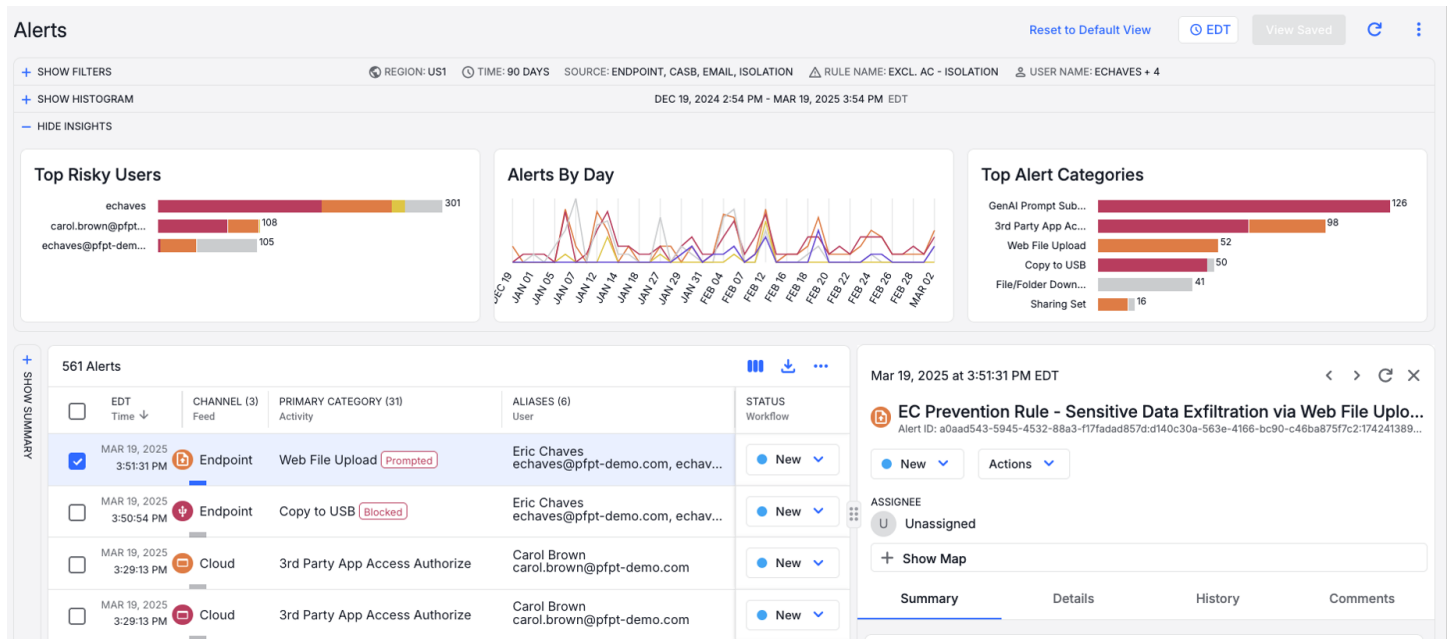 Alerts
Reset to Default View
EDT
View Saved
SHOW FILTERS
REGION: US1
TIME: 90 DAYS
SOURCE: ENDPOINT, CASB, EMAIL, ISOLATION
RULE NAME: EXCL. AC - ISOLATION
USER NAME: ECHAVES + 4
SHOW HISTOGRAM
DEC 19, 2024 2:54 PM - MAR 19, 2025 3:54 PM EDT
HIDE INSIGHTS
Top Risky Users
echaves 301
carol.brown@pfpt... 108
echaves@pfpt-dem... 105
Alerts By Day
DEC 19
JAN 01
JAN 05
JAN 07
JAN 12
JAN 14
JAN 18
JAN 27
JAN 29
JAN 31
FEB 04
FEB 07
FEB 12
FEB 16
FEB 18
FEB 20
FEB 22
FEB 24
FEB 26
FEB 28
MAR 02
Top Alert Categories
GenAI Prompt Sub... 126
3rd Party App Ac... 98
Web File Upload 52
Copy to USB 50
File/Folder Down... 41
Sharing Set 16
SHOW SUMMARY
561 Alerts
EDT
Time
CHANNEL (3)
Feed
PRIMARY CATEGORY (31)
Activity
ALIASES (6)
User
STATUS
Workflow
MAR 19, 2025
3:51:31 PM
Endpoint
Web File Upload Prompted
Eric Chaves
echaves@pfpt-demo.com, echav...
New
MAR 19, 2025
3:50:54 PM
Endpoint
Copy to USB Blocked
Eric Chaves
echaves@pfpt-demo.com, echav...
New
MAR 19, 2025
3:29:13 PM
Cloud
3rd Party App Access Authorize
Carol Brown
carol.brown@pfpt-demo.com
New
MAR 19, 2025
3:29:13 PM
Cloud
3rd Party App Access Authorize
Carol Brown
carol.brown@pfpt-demo.com
New
Mar 19, 2025 at 3:51:31 PM EDT
EC Prevention Rule - Sensitive Data Exfiltration via Web File Uplo...
Alert ID: a0aad543-5945-4532-88a3-f17fadad857d:d140c30a-563e-4166-bc90-c46ba875f7c2:174241389...
New
Actions
ASSIGNEE
U Unassigned
Show Map
Summary
Details
History
Comments